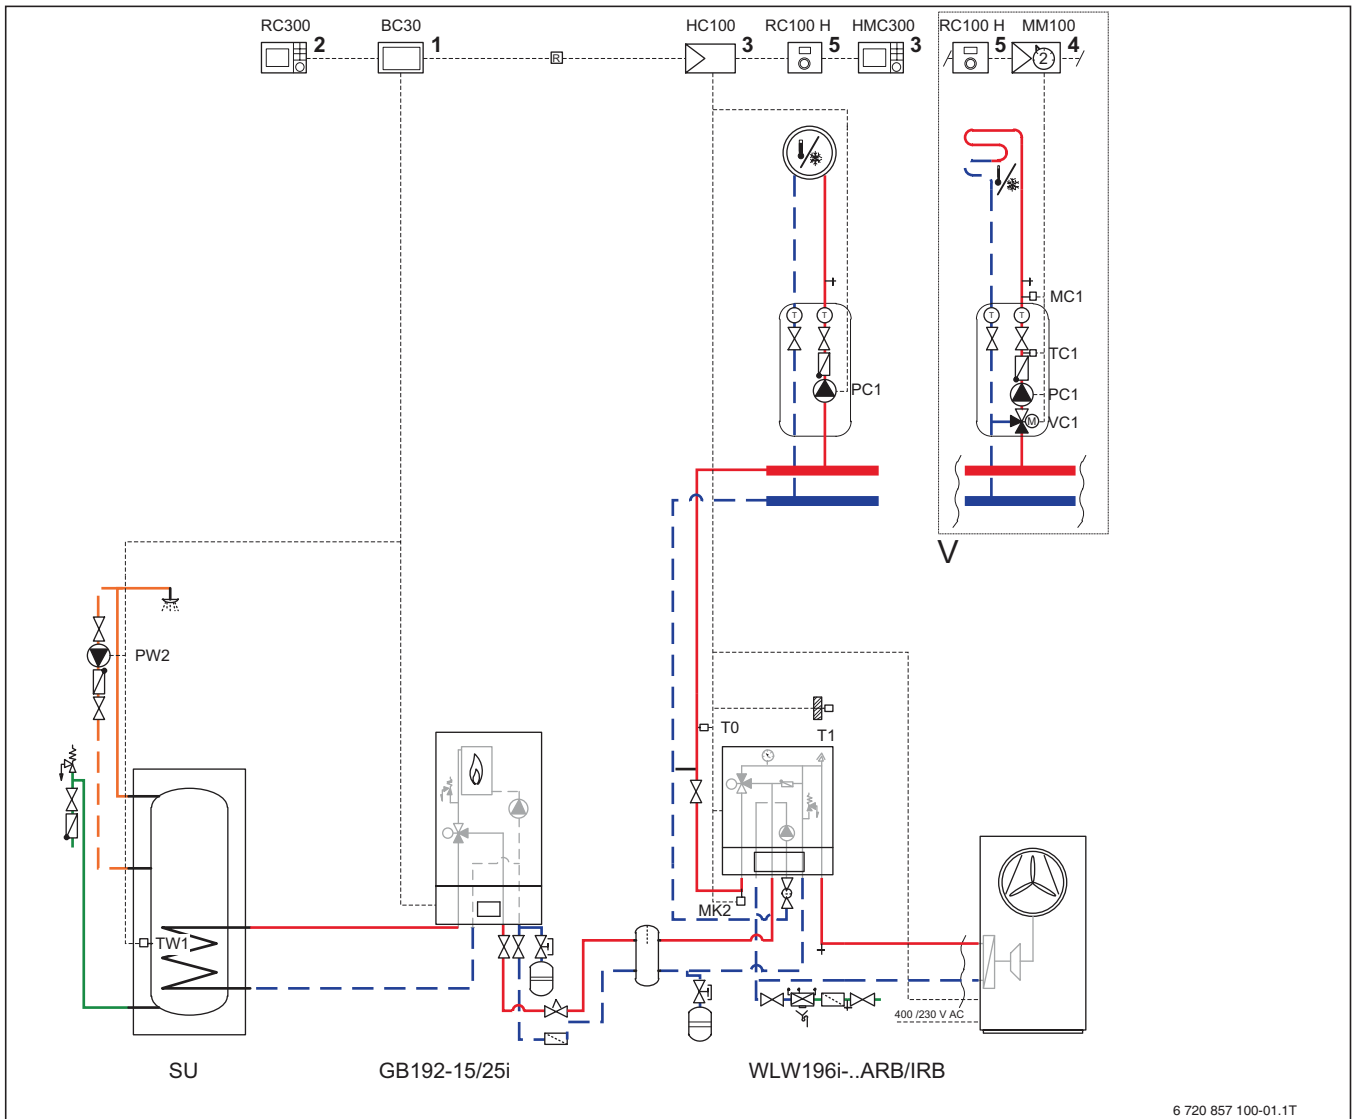 RC300
BC30
HC100
RC100 H
HMC300
RC100 H
MM100
2
1
R
3
5
3
5
2
4
MC1
T
T
T
T
TC1
PC1
PC1
M
VC1
V
PW2
T0
T1
MK2
TW1
400 /230 V AC
SU
GB192-15/25i
WLW196i-..ARB/IRB
6 720 857 100-01.1T